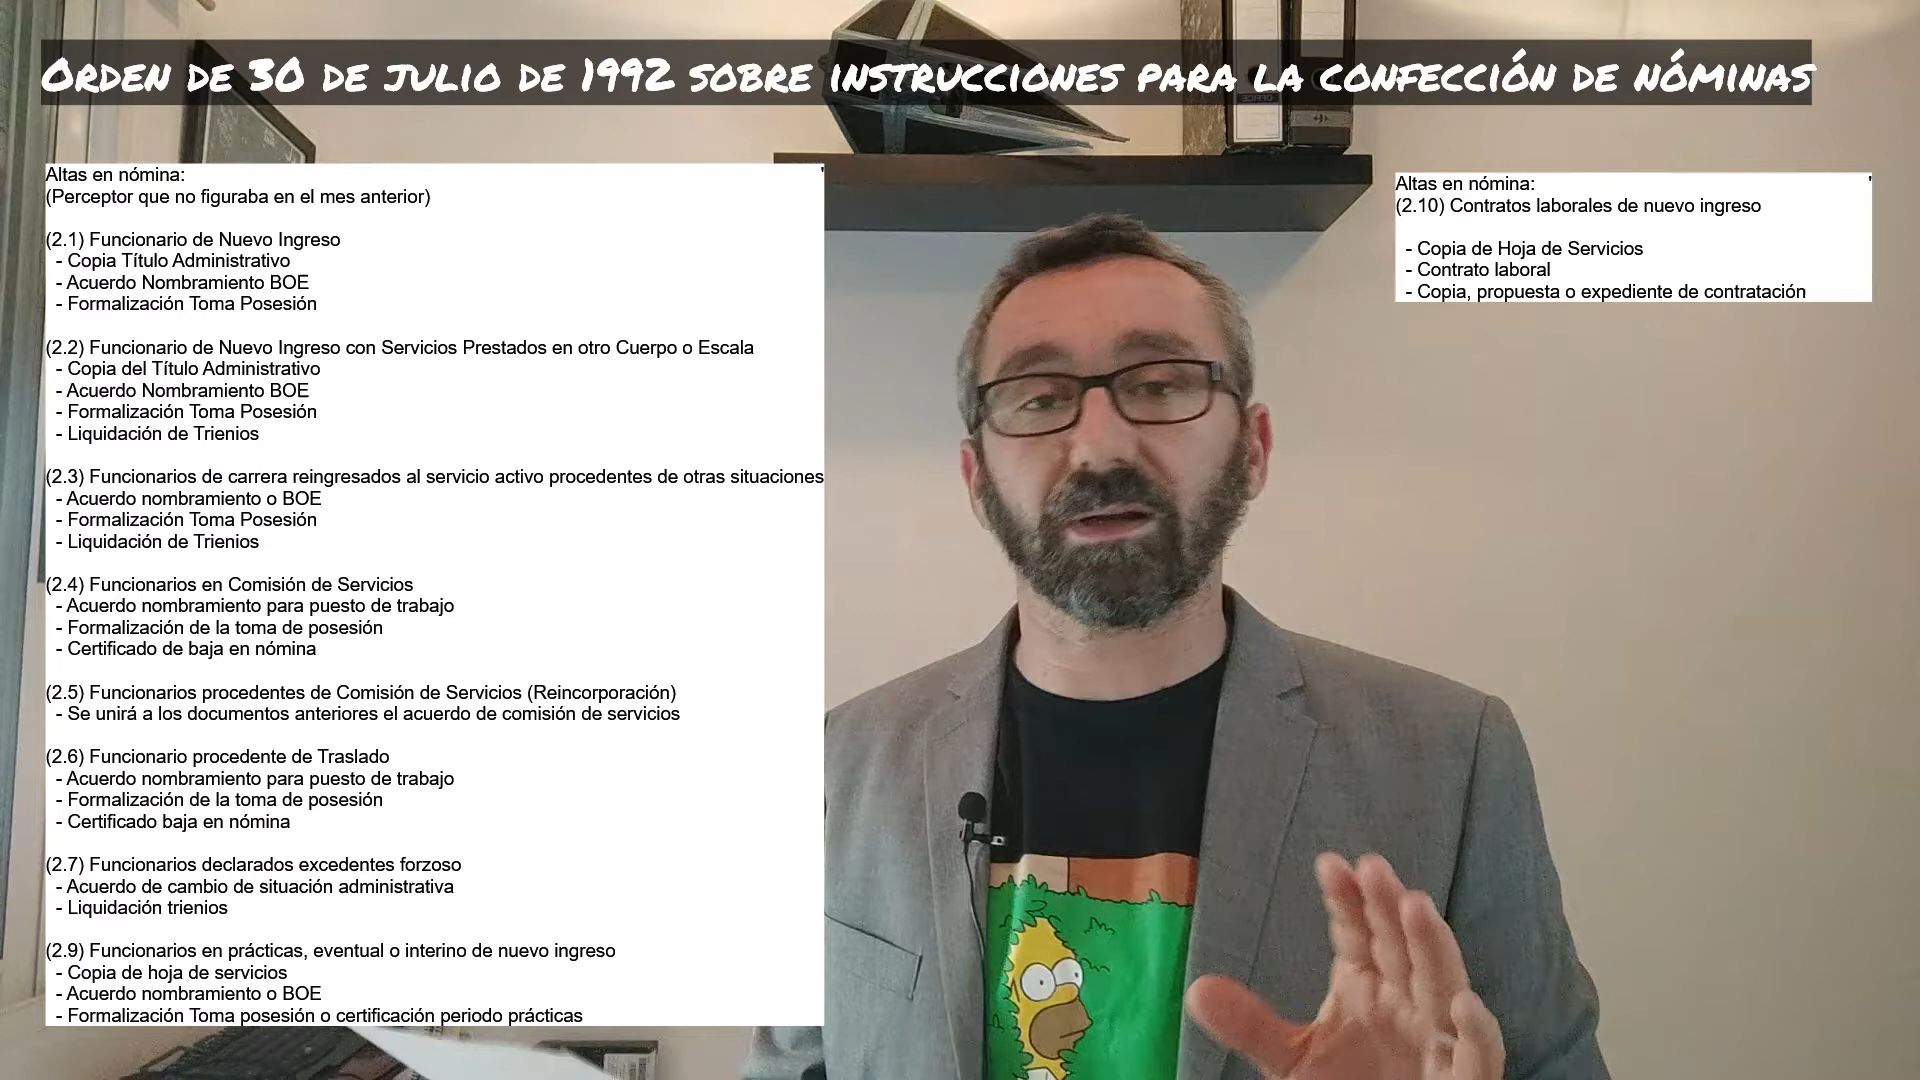 ORDEN DE 30 DE JULIO DE 1992 SOBRE INSTRUCCIONES PARA LA CONFECCIÓN DE NÓMINAS
Altas en nómina:
(Perceptor que no figuraba en el mes anterior)
(2.1) Funcionario de Nuevo Ingreso
- Copia Título Administrativo
- Acuerdo Nombramiento BOE
- Formalización Toma Posesión
(2.2) Funcionario de Nuevo Ingreso con Servicios Prestados en otro Cuerpo o Escala
- Copia del Título Administrativo
- Acuerdo Nombramiento BOE
- Formalización Toma Posesión
- Liquidación de Trienios
(2.3) Funcionarios de carrera reingresados al servicio activo procedentes de otras situaciones
- Acuerdo nombramiento o BOE
- Formalización Toma Posesión
- Liquidación de Trienios
(2.4) Funcionarios en Comisión de Servicios
- Acuerdo nombramiento para puesto de trabajo
- Formalización de la toma de posesión
- Certificado de baja en nómina
(2.5) Funcionarios procedentes de Comisión de Servicios (Reincorporación)
- Se unirá a los documentos anteriores el acuerdo de comisión de servicios
(2.6) Funcionario procedente de Traslado
- Acuerdo nombramiento para puesto de trabajo
- Formalización de la toma de posesión
- Certificado baja en nómina
(2.7) Funcionarios declarados excedentes forzoso
- Acuerdo de cambio de situación administrativa
- Liquidación trienios
(2.9) Funcionarios en prácticas, eventual o interino de nuevo ingreso
- Copia de hoja de servicios
- Acuerdo nombramiento o BOE
- Formalización Toma posesión o certificación periodo prácticas
Altas en nómina:
(2.10) Contratos laborales de nuevo ingreso
- Copia de Hoja de Servicios
- Contrato laboral
- Copia, propuesta o expediente de contratación